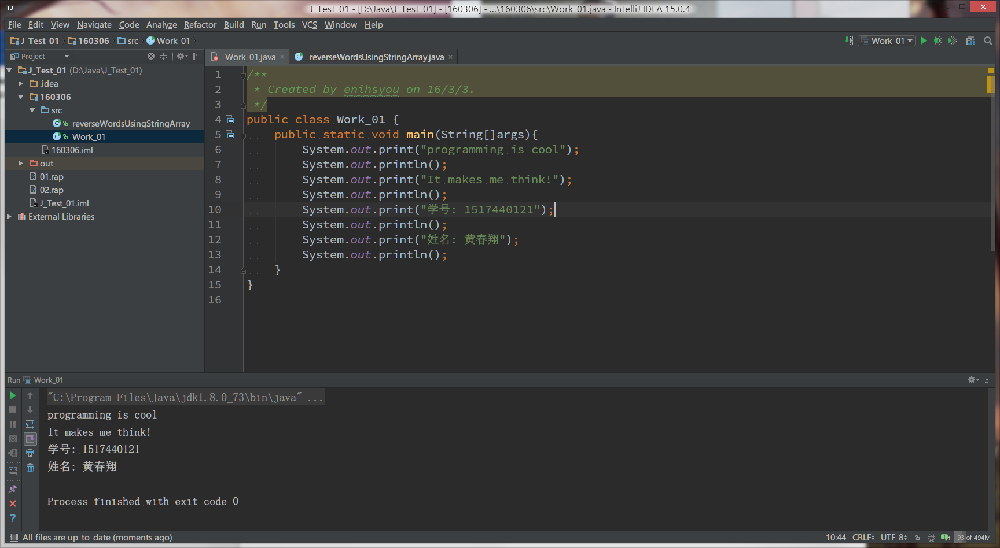 J_Test_01 - [D:\Java\J_Test_01] - [160306] - ...\160306\src\Work_01.java - IntelliJ IDEA 15.0.4
File Edit View Navigate Code Analyze Refactor Build Run Tools VCS Window Help
J_Test_01 160306 src Work_01 Work_01
Project Work_01.java reverseWordsUsingStringArray.java
J_Test_01 (D:\Java\J_Test_01)
.idea
160306
src
reverseWordsUsingStringArray
Work_01
160306.iml
out
01.rap
02.rap
J_Test_01.iml
External Libraries
1 /**
2 * Created by enihsyou on 16/3/3.
3 */
4 public class Work_01 {
5 public static void main(String[]args){
6 System.out.print("programming is cool");
7 System.out.println();
8 System.out.print("It makes me think!");
9 System.out.println();
10 System.out.print("学号: 1517440121");
11 System.out.println();
12 System.out.print("姓名: 黄春翔");
13 System.out.println();
14 }
15 }
16
Run Work_01
"C:\Program Files\Java\jdk1.8.0_73\bin\java" ...
programming is cool
It makes me think!
学号: 1517440121
姓名: 黄春翔
Process finished with exit code 0
All files are up-to-date (moments ago) 10:44 CRLF UTF-8 1 93 of 494M